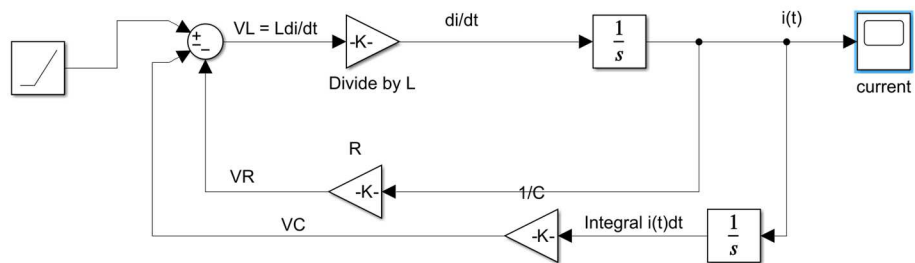 VL = Ldi/dt
di/dt
i(t)
+
−
−
-K-
1
s
Divide by L
current
R
VR
-K-
1/C
VC
-K-
Integral i(t)dt
1
s